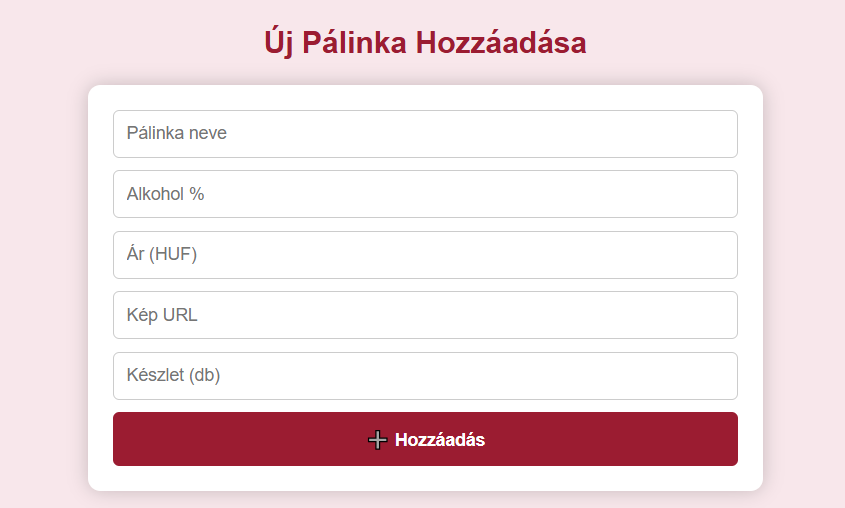 Új Pálinka Hozzáadása
Pálinka neve
Alkohol %
Ár (HUF)
Kép URL
Készlet (db)
➕ Hozzáadás